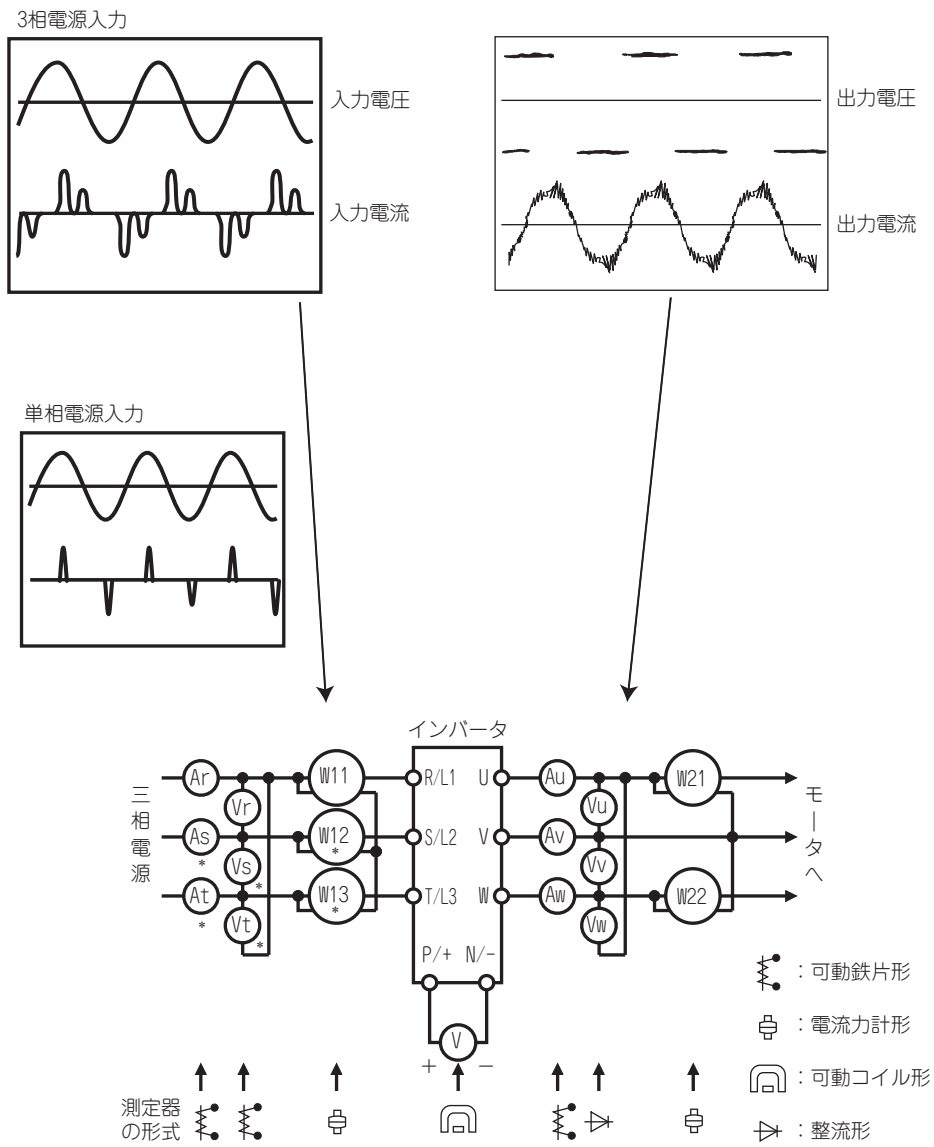 3相電源入力
入力電圧
入力電流
出力電圧
出力電流
単相電源入力
インバータ
三相電源
Ar
As
*
At
*
Vr
Vs
*
Vt
*
W11
W12
*
W13
*
R/L1
S/L2
T/L3
U
V
W
P/+ N/-
+ V −
Au
Av
Aw
Vu
Vv
Vw
W21
W22
モータへ
：可動鉄片形
：電流力計形
：可動コイル形
：整流形
測定器
の形式